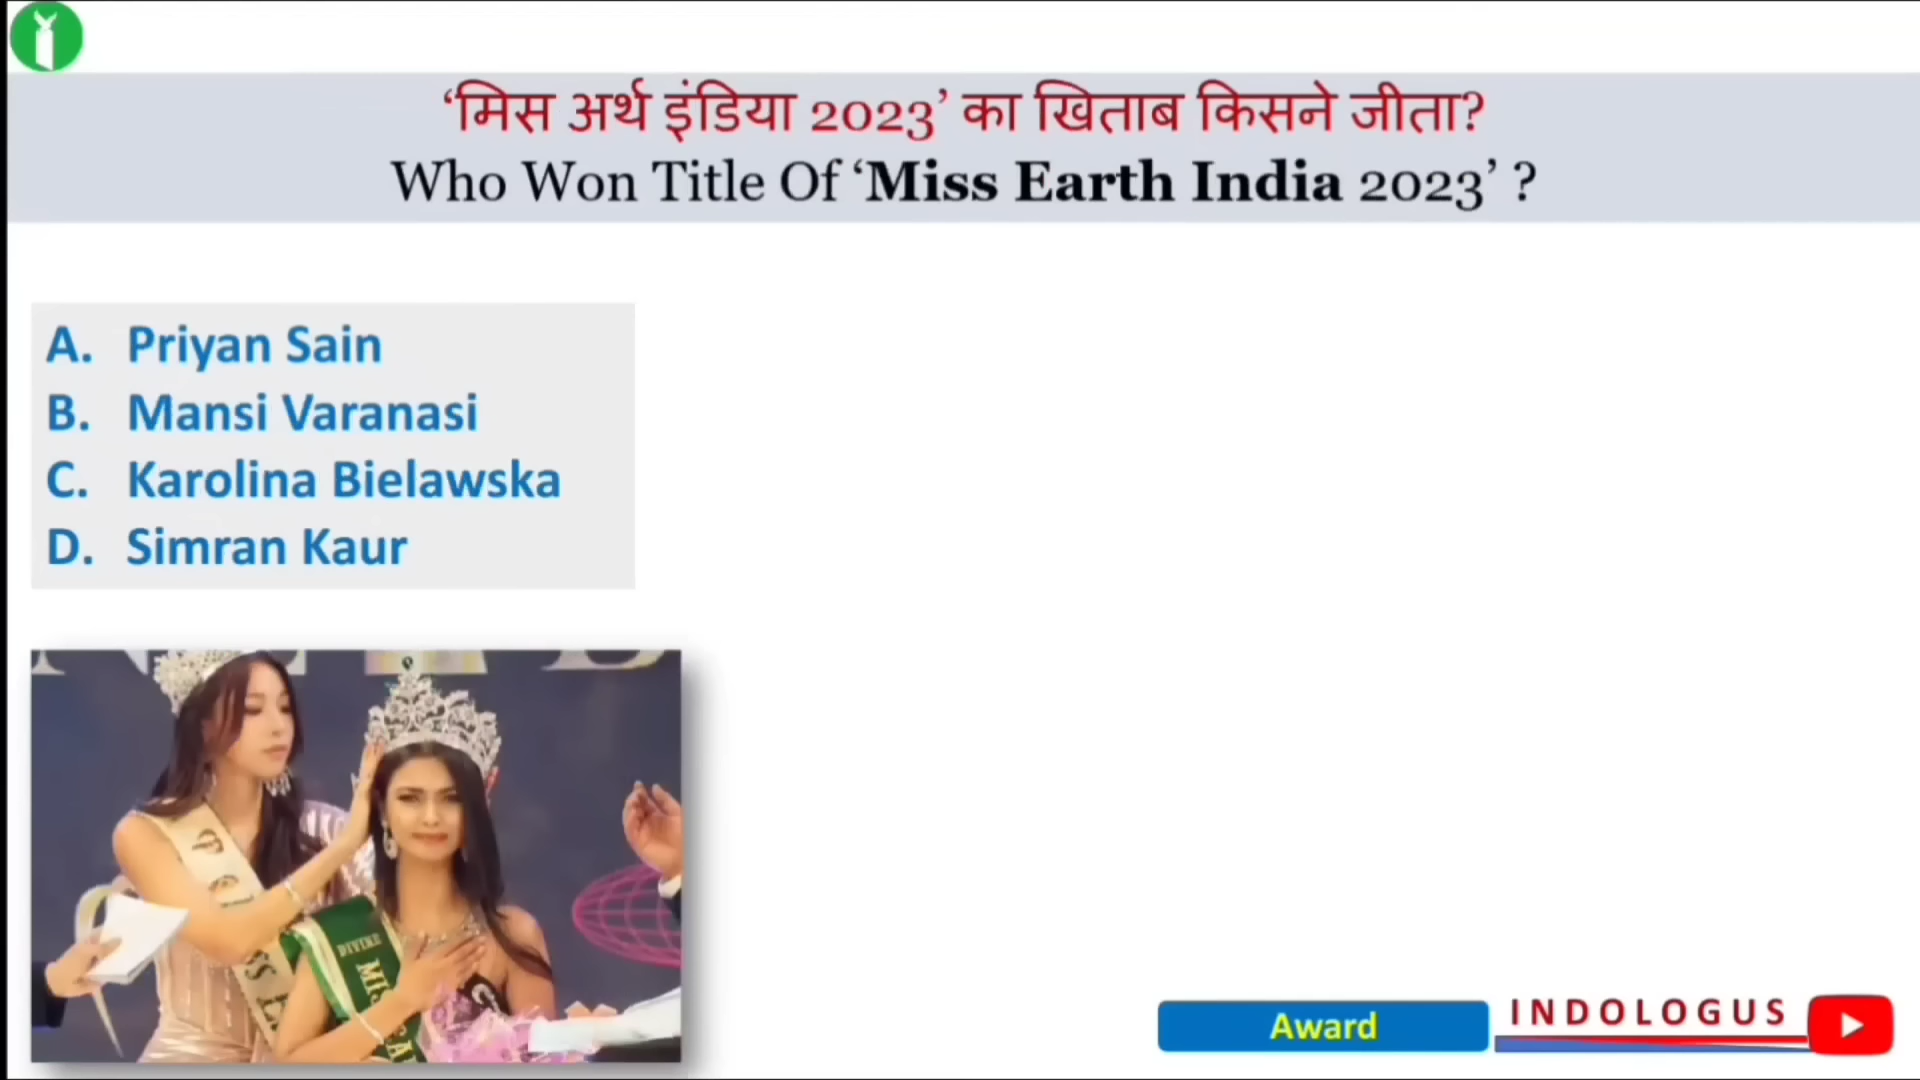 ‘मिस अर्थ इंडिया 2023’ का खिताब किसने जीता?
Who Won Title Of ‘Miss Earth India 2023’ ?
A. Priyan Sain
B. Mansi Varanasi
C. Karolina Bielawska
D. Simran Kaur
DIVINE
Award
INDOLOGUS